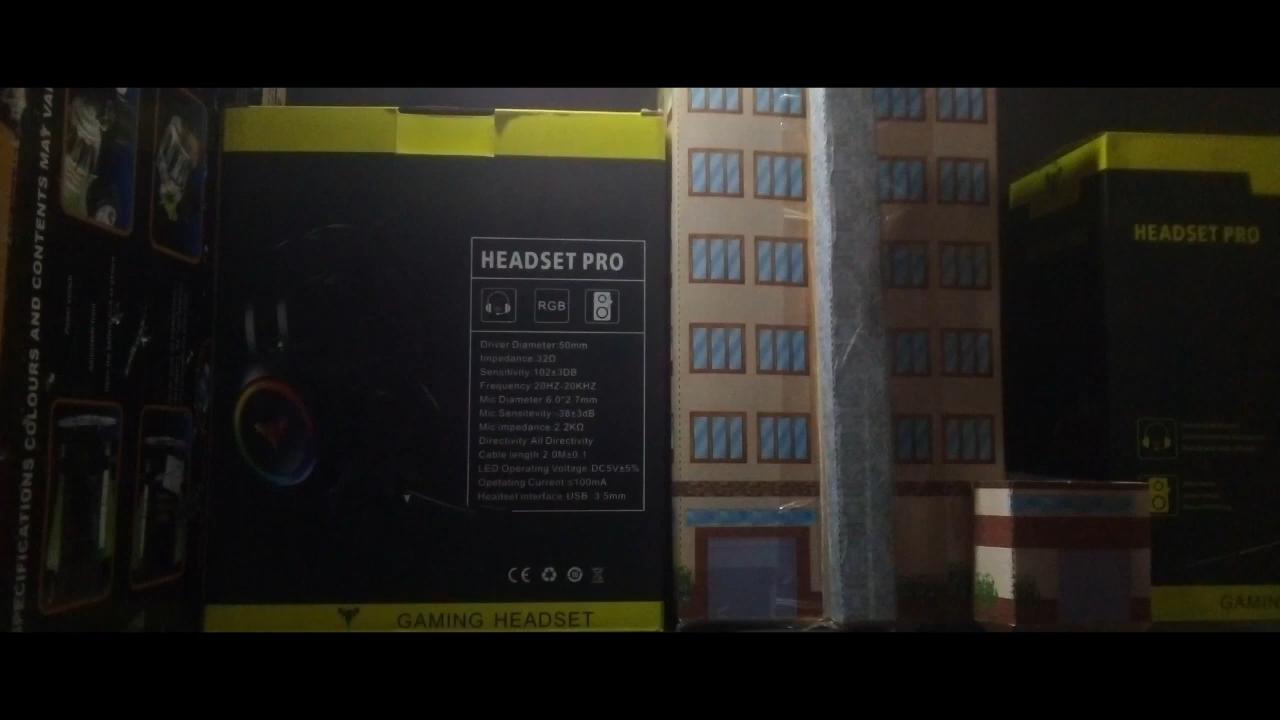 SPECIFICATIONS COLOURS AND CONTENTS MAY
HEADSET PRO
RGB
Driver Diameter:50mm
Impedance:32Ω
Sensitivity:102±3DB
Frequency:20HZ-20KHZ
Mic Diameter:6.0*2.7mm
Mic Sensitevity:-38±3dB
Mic impedance:2.2KΩ
Directivity:All Directivity
Cable length:2.0M±0.1
LED Operating Voltage:DC5V±5%
Operating Current:≤100mA
Headset interface:USB+3.5mm
CE
GAMING HEADSET
HEADSET PRO
GAMIN